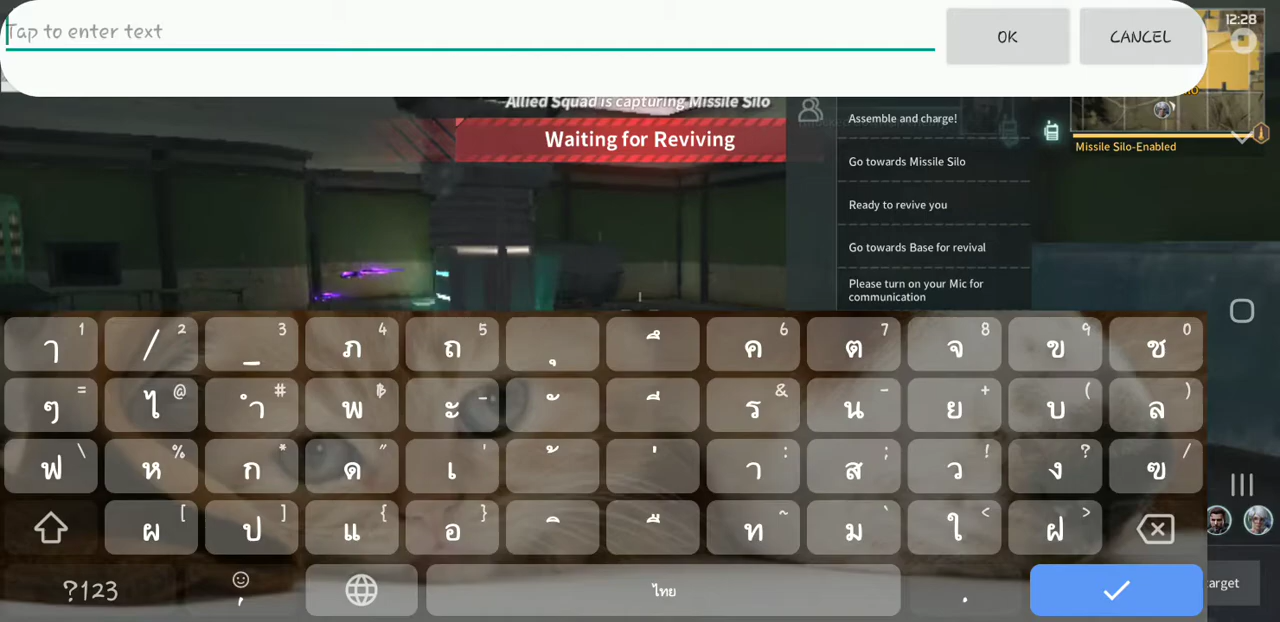 Tap to enter text
OK
CANCEL
12:28
Allied Squad is capturing Missile Silo
Waiting for Reviving
Assemble and charge!
Go towards Missile Silo
Ready to revive you
Go towards Base for revival
Please turn on your Mic for
communication
Missile Silo-Enabled
ๅ 1 / 2 _ 3 ภ 4 ถ 5 ุ ึ ค 6 ต 7 จ 8 ข 9 ช 0
ๆ = ไ @ ำ # พ ฿ ะ - ั ี ร & น - ย + บ ( ล )
ฟ \ ห % ก * ด " เ ' ้ ่ า : ส ; ว ! ง ? ฃ /
ผ [ ป ] แ { อ } ิ ื ท ~ ม ` ใ < ฝ >
?123 , ไทย .
arget